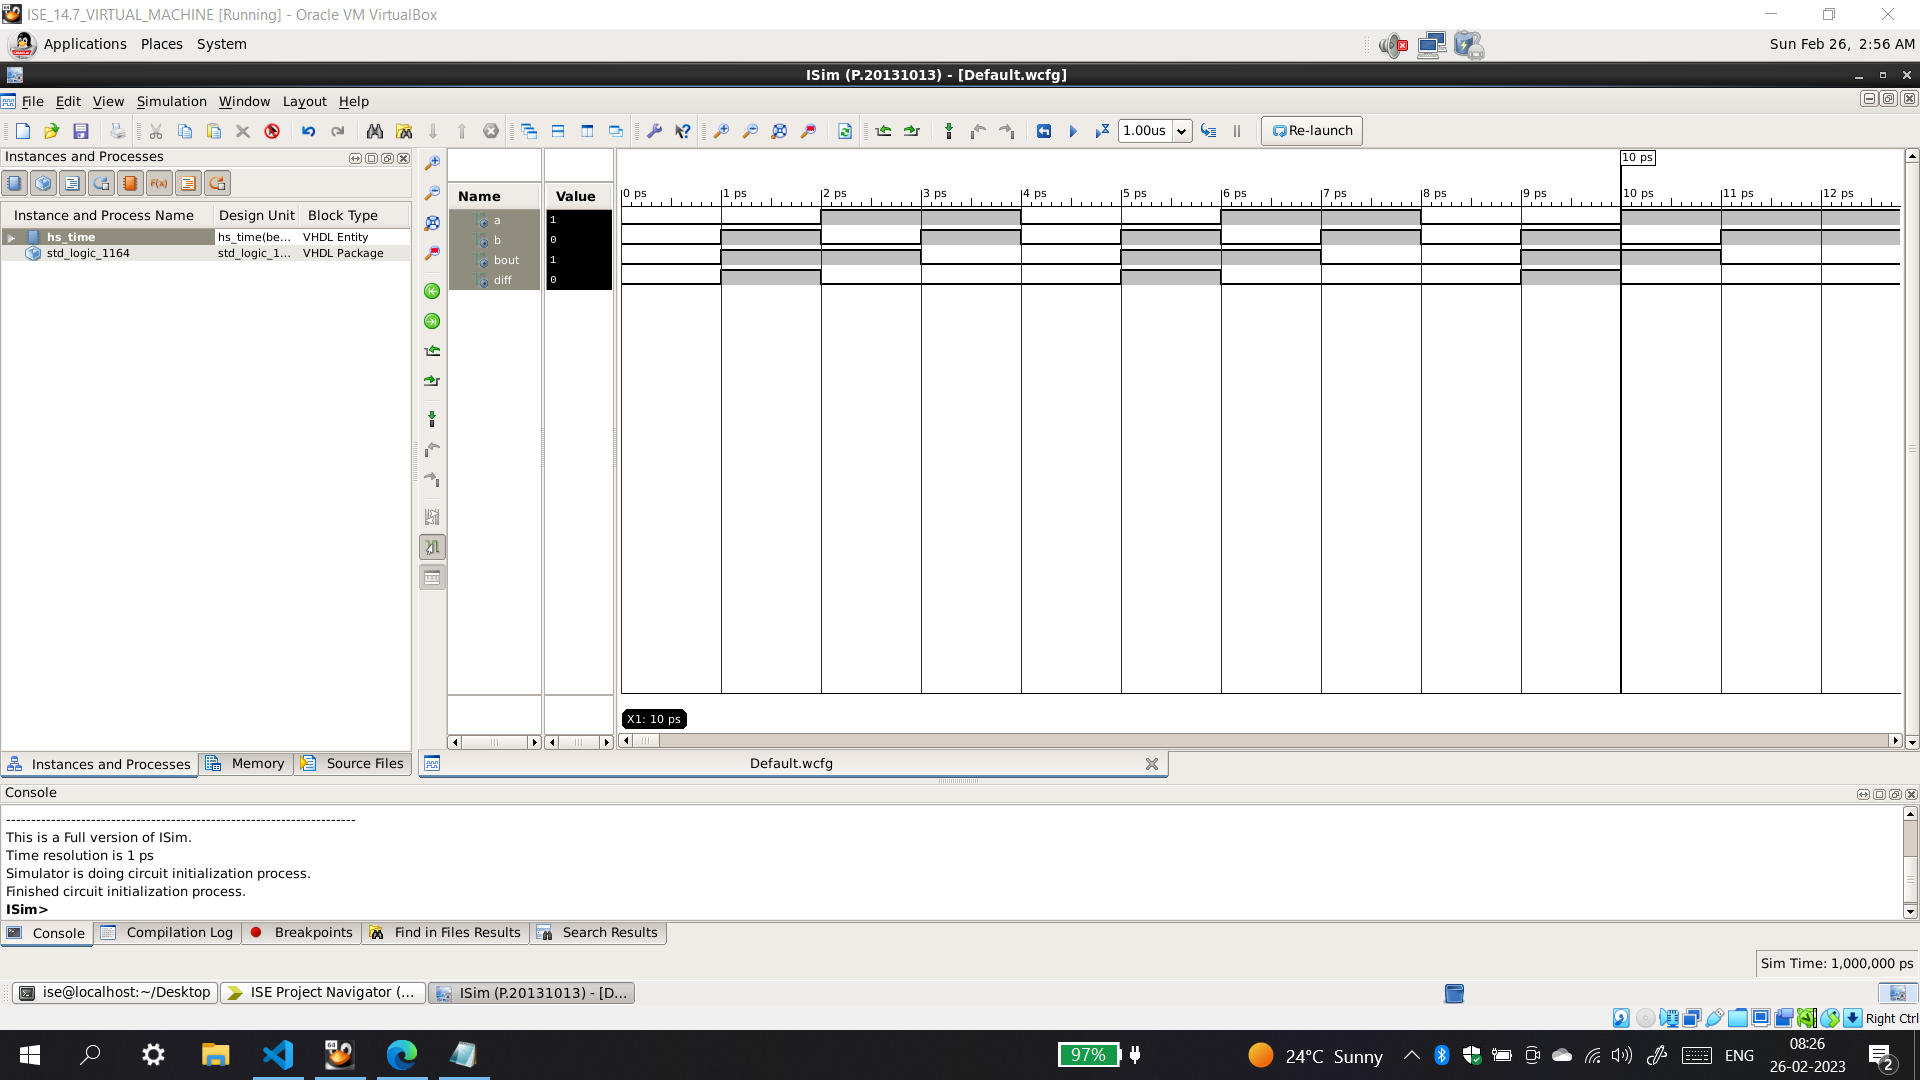 ISE_14.7_VIRTUAL_MACHINE [Running] - Oracle VM VirtualBox
Applications Places System
Sun Feb 26, 2:56 AM
ISim (P.20131013) - [Default.wcfg]
File Edit View Simulation Window Layout Help
1.00us Re-launch
Instances and Processes
F(x)
Instance and Process Name Design Unit Block Type
hs_time hs_time(be... VHDL Entity
std_logic_1164 std_logic_1... VHDL Package
Name Value
a 1
b 0
bout 1
diff 0
10 ps
0 ps 1 ps 2 ps 3 ps 4 ps 5 ps 6 ps 7 ps 8 ps 9 ps 10 ps 11 ps 12 ps
X1: 10 ps
Instances and Processes Memory Source Files
Default.wcfg
Console
------------------------------------------------------------------------
This is a Full version of ISim.
Time resolution is 1 ps
Simulator is doing circuit initialization process.
Finished circuit initialization process.
ISim>
Console Compilation Log Breakpoints Find in Files Results Search Results
Sim Time: 1,000,000 ps
ise@localhost:~/Desktop ISE Project Navigator (... ISim (P.20131013) - [D...
Right Ctrl
97% 24°C Sunny ENG
08:26
26-02-2023
2